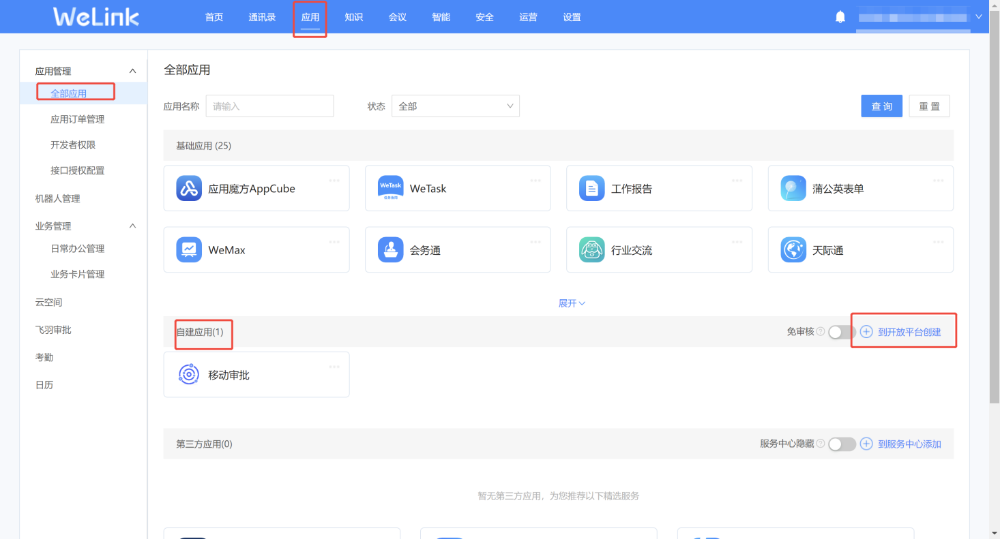 WeLink 首页 通讯录 应用 知识 会议 智能 安全 运营 设置
应用管理
全部应用
应用订单管理
开发者权限
接口授权配置
机器人管理
业务管理
日常办公管理
业务卡片管理
云空间
飞羽审批
考勤
日历
全部应用
应用名称 请输入 状态 全部 查询 重置
基础应用 (25)
应用魔方AppCube
WeTask
WeTask
工作报告
蒲公英表单
WeMax
会务通
行业交流
天际通
展开
自建应用(1) 免审核 到开放平台创建
移动审批
第三方应用(0) 服务中心隐藏 到服务中心添加
暂无第三方应用，为您推荐以下精选服务